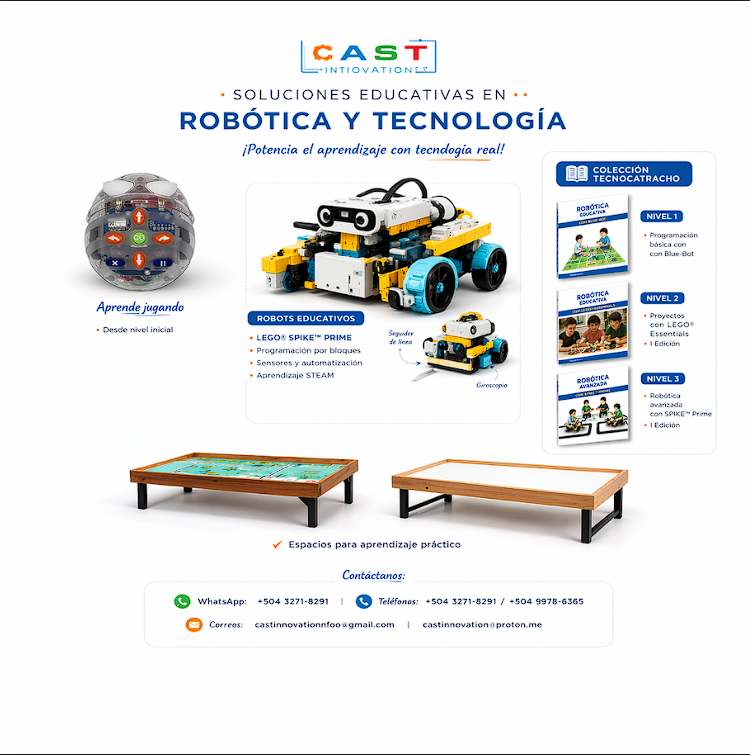 CAST
INTIOVATION
• SOLUCIONES EDUCATIVAS EN ••
ROBÓTICA Y TECNOLOGÍA
¡Potencia el aprendizaje con tecndogia real!
Aprende jugando
• Desde nivel inicial
ROBOTS EDUCATIVOS
• LEGO® SPIKE™ PRIME
• Programación por bloques
• Sensores y automatización
• Aprendizaje STEAM
Seguidor
de línea
Giroscopio
COLECCIÓN
TECNOCATRACHO
ROBÓTICA
EDUCATIVA
NIVEL 1
• Programación
básica con
con Blue-Bot
ROBÓTICA
EDUCATIVA
NIVEL 2
• Proyectos
con LEGO®
Essentials
• I Edición
ROBÓTICA
AVANZADA
NIVEL 3
• Robótica
avanzada
con SPIKE™ Prime
• I Edición
✓ Espacios para aprendizaje práctico
Contáctanos:
WhatsApp: +504 3271-8291 | Teléfonos: +504 3271-8291 / +504 9978-6365
Correos: castinnovationnfoo@gmail.com | castinnovation@proton.me